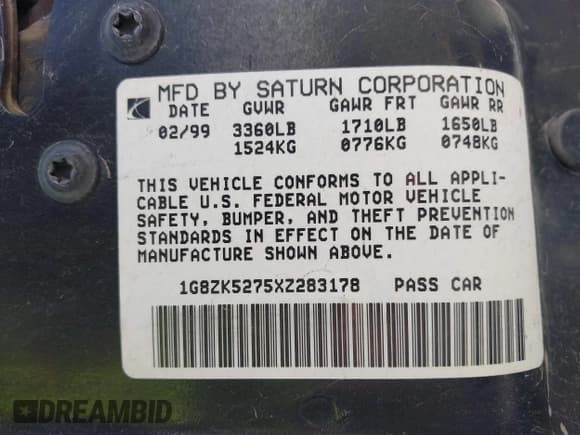 MFD BY SATURN CORPORATION
DATE GVWR GAWR FRT GAWR RR
02/99 3360LB 1710LB 1650LB
1524KG 0776KG 0748KG
THIS VEHICLE CONFORMS TO ALL APPLI-
CABLE U.S. FEDERAL MOTOR VEHICLE
SAFETY, BUMPER, AND THEFT PREVENTION
STANDARDS IN EFFECT ON THE DATE OF
MANUFACTURE SHOWN ABOVE.
1G8ZK5275XZ283178 PASS CAR
DREAMBID